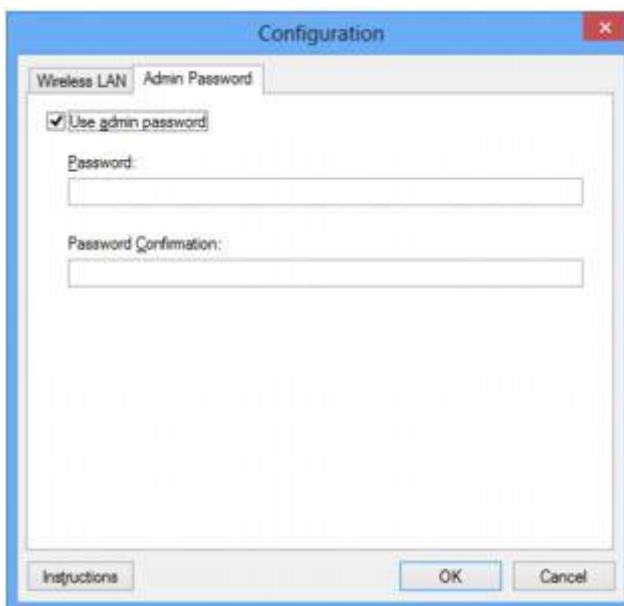 Configuration
Wireless LAN Admin Password
Use admin password
Password:
Password Confirmation:
Instructions OK Cancel